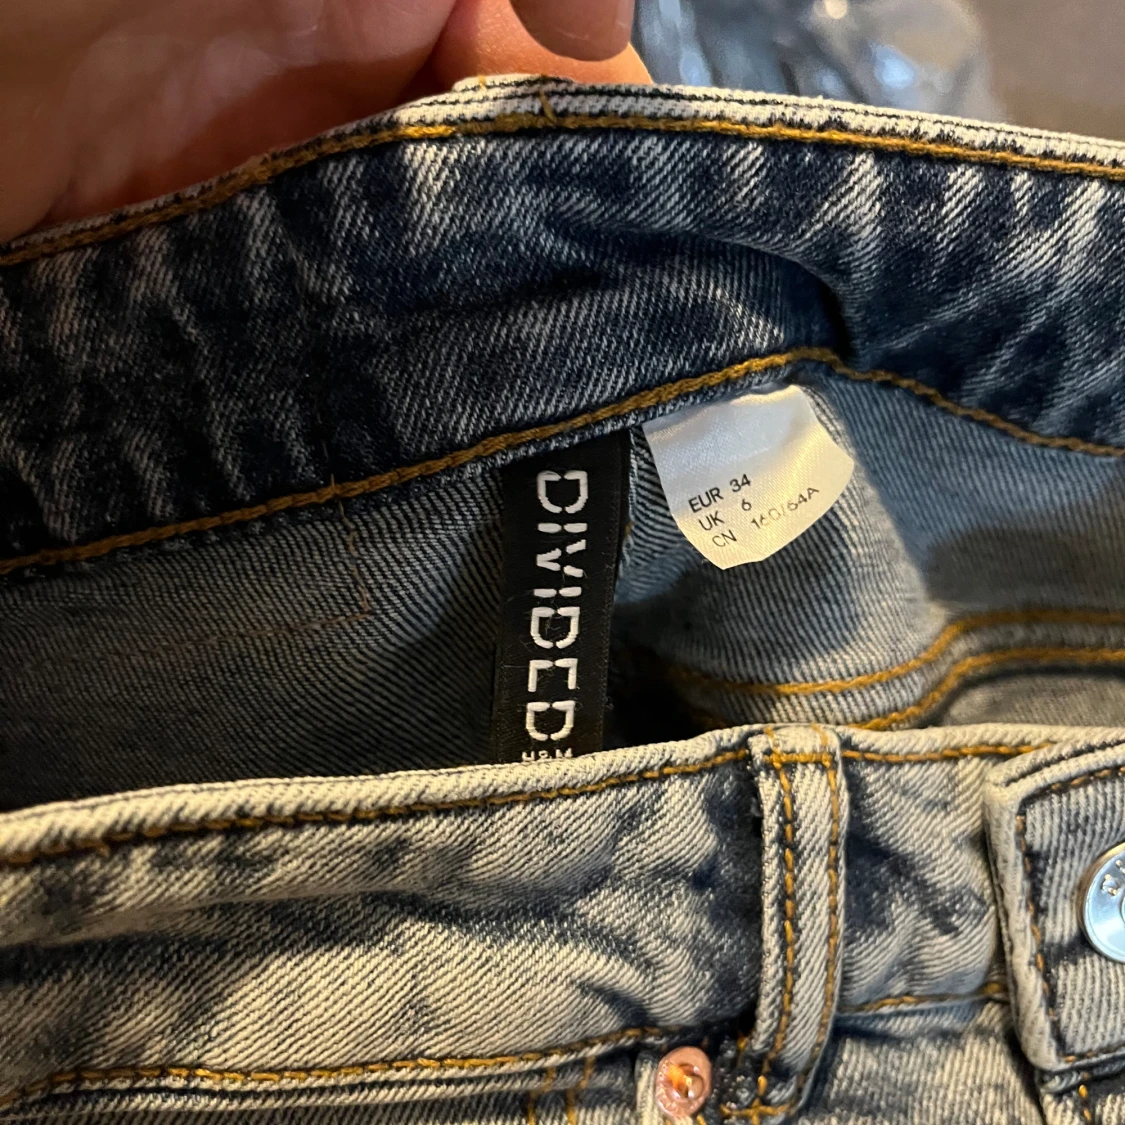 DIVIDED
H&M
EUR 34
UK 6
CN 160/64A